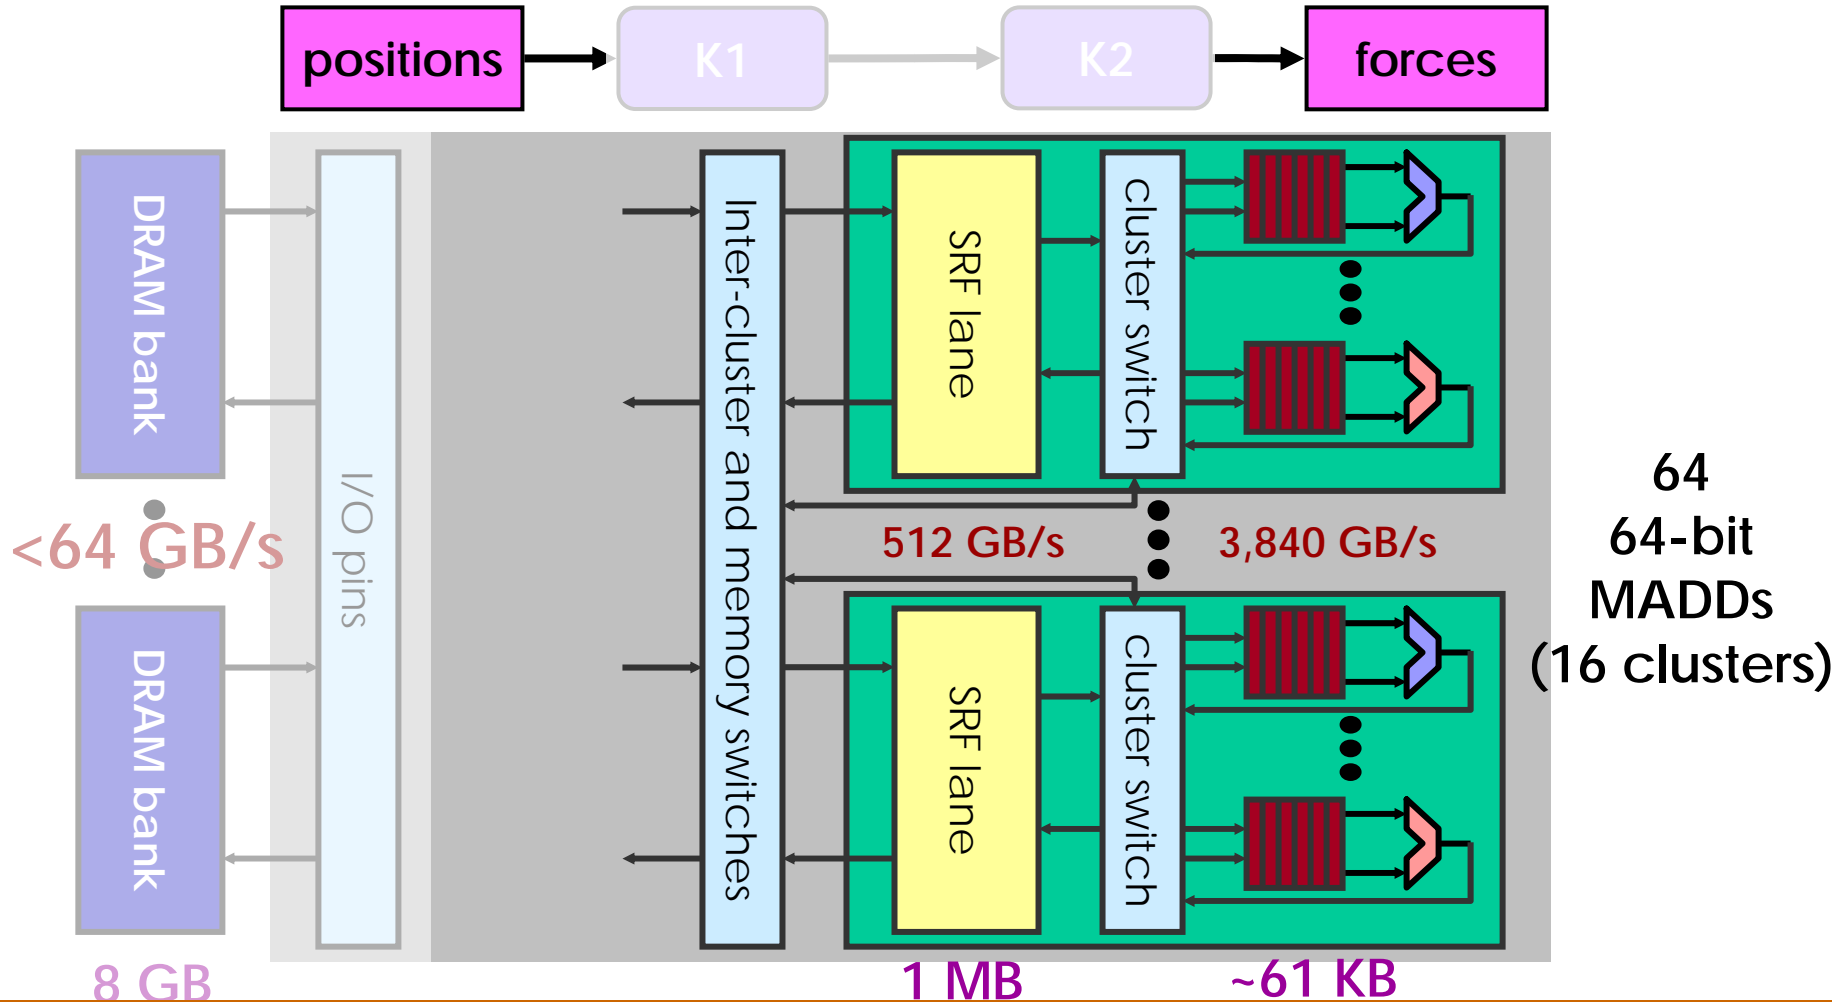 positions
K1
K2
forces
DRAM bank
I/O pins
Inter-cluster and memory switches
SRF lane
cluster switch
<64 GB/s
512 GB/s
3,840 GB/s
64
64-bit
MADDs
(16 clusters)
DRAM bank
SRF lane
cluster switch
8 GB
1 MB
~61 KB